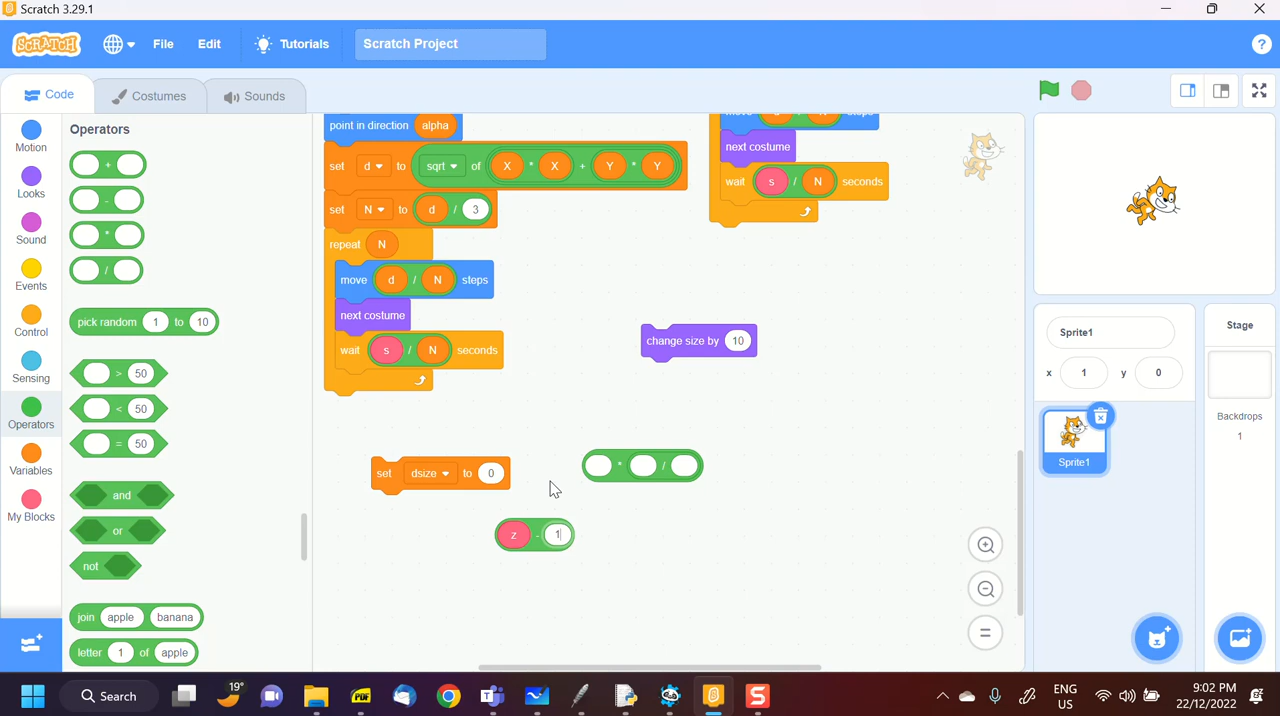 Scratch 3.29.1
SCRATCH File Edit Tutorials Scratch Project ?
Code Costumes Sounds
Motion
Looks
Sound
Events
Control
Sensing
Operators
Variables
My Blocks
Operators
+
-
*
/
pick random 1 to 10
> 50
< 50
= 50
and
or
not
join apple banana
letter 1 of apple
point in direction alpha
set d to sqrt of X * X + Y * Y
set N to d / 3
repeat N
move d / N steps
next costume
wait s / N seconds
next costume
wait s / N seconds
change size by 10
set dsize to 0
* /
z - 1
Sprite1
x 1 y 0
Sprite1
Stage
Backdrops
1
Search
19°
PDF
S
ENG
US
9:02 PM
22/12/2022